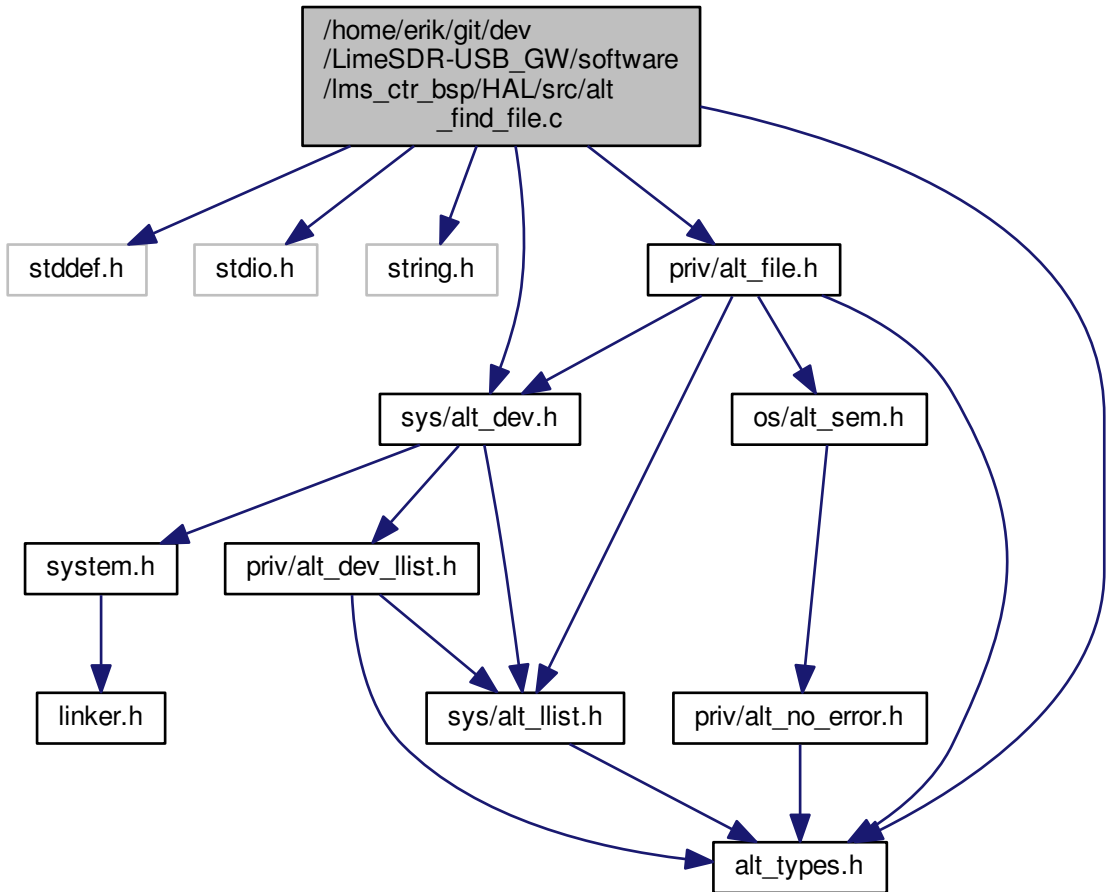 /home/erik/git/dev
/LimeSDR-USB_GW/software
/lms_ctr_bsp/HAL/src/alt
_find_file.c
stddef.h
stdio.h
string.h
priv/alt_file.h
sys/alt_dev.h
os/alt_sem.h
system.h
priv/alt_dev_llist.h
linker.h
sys/alt_llist.h
priv/alt_no_error.h
alt_types.h